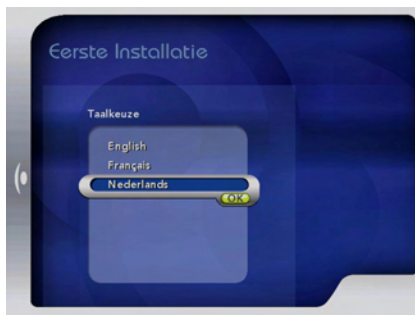 Eerste Installatie
Taalkeuze
English
Français
Nederlands
OK